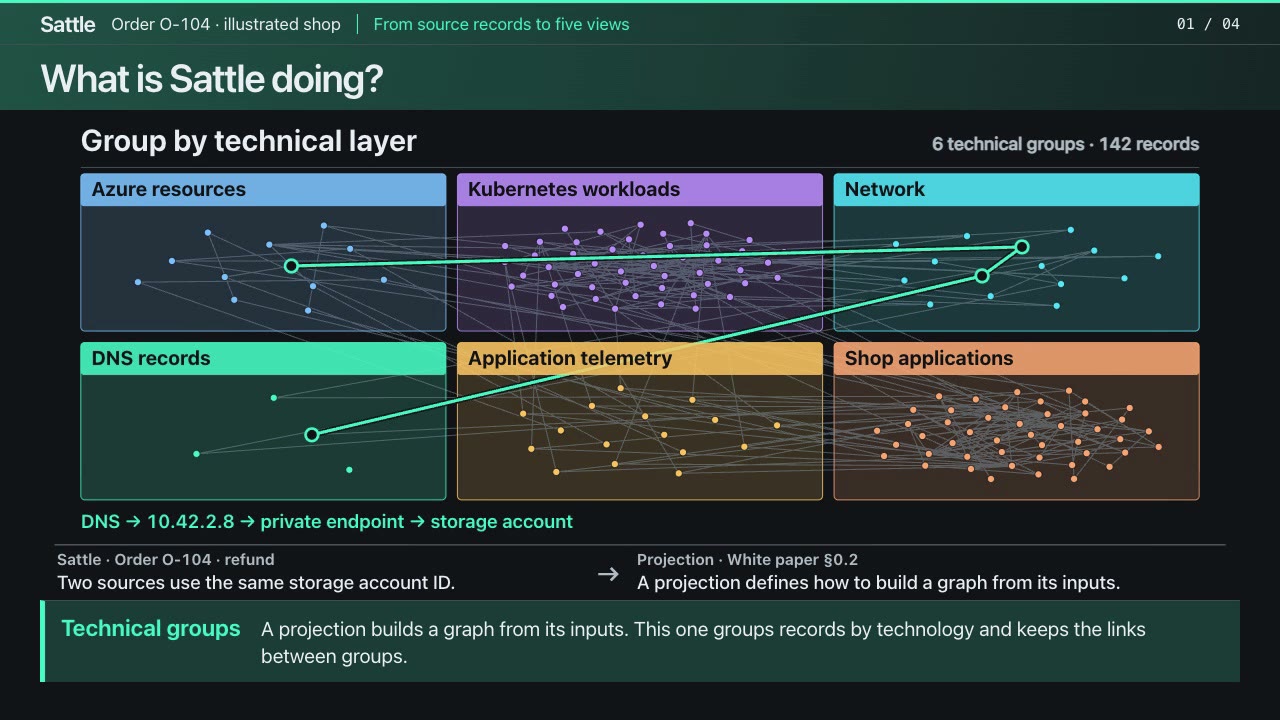 Sattle Order O-104 · illustrated shop From source records to five views 01 / 04
What is Sattle doing?
Group by technical layer 6 technical groups · 142 records
Azure resources Kubernetes workloads Network
DNS records Application telemetry Shop applications
DNS → 10.42.2.8 → private endpoint → storage account
Sattle · Order O-104 · refund
Two sources use the same storage account ID.
→
Projection · White paper §0.2
A projection defines how to build a graph from its inputs.
Technical groups A projection builds a graph from its inputs. This one groups records by technology and keeps the links
between groups.